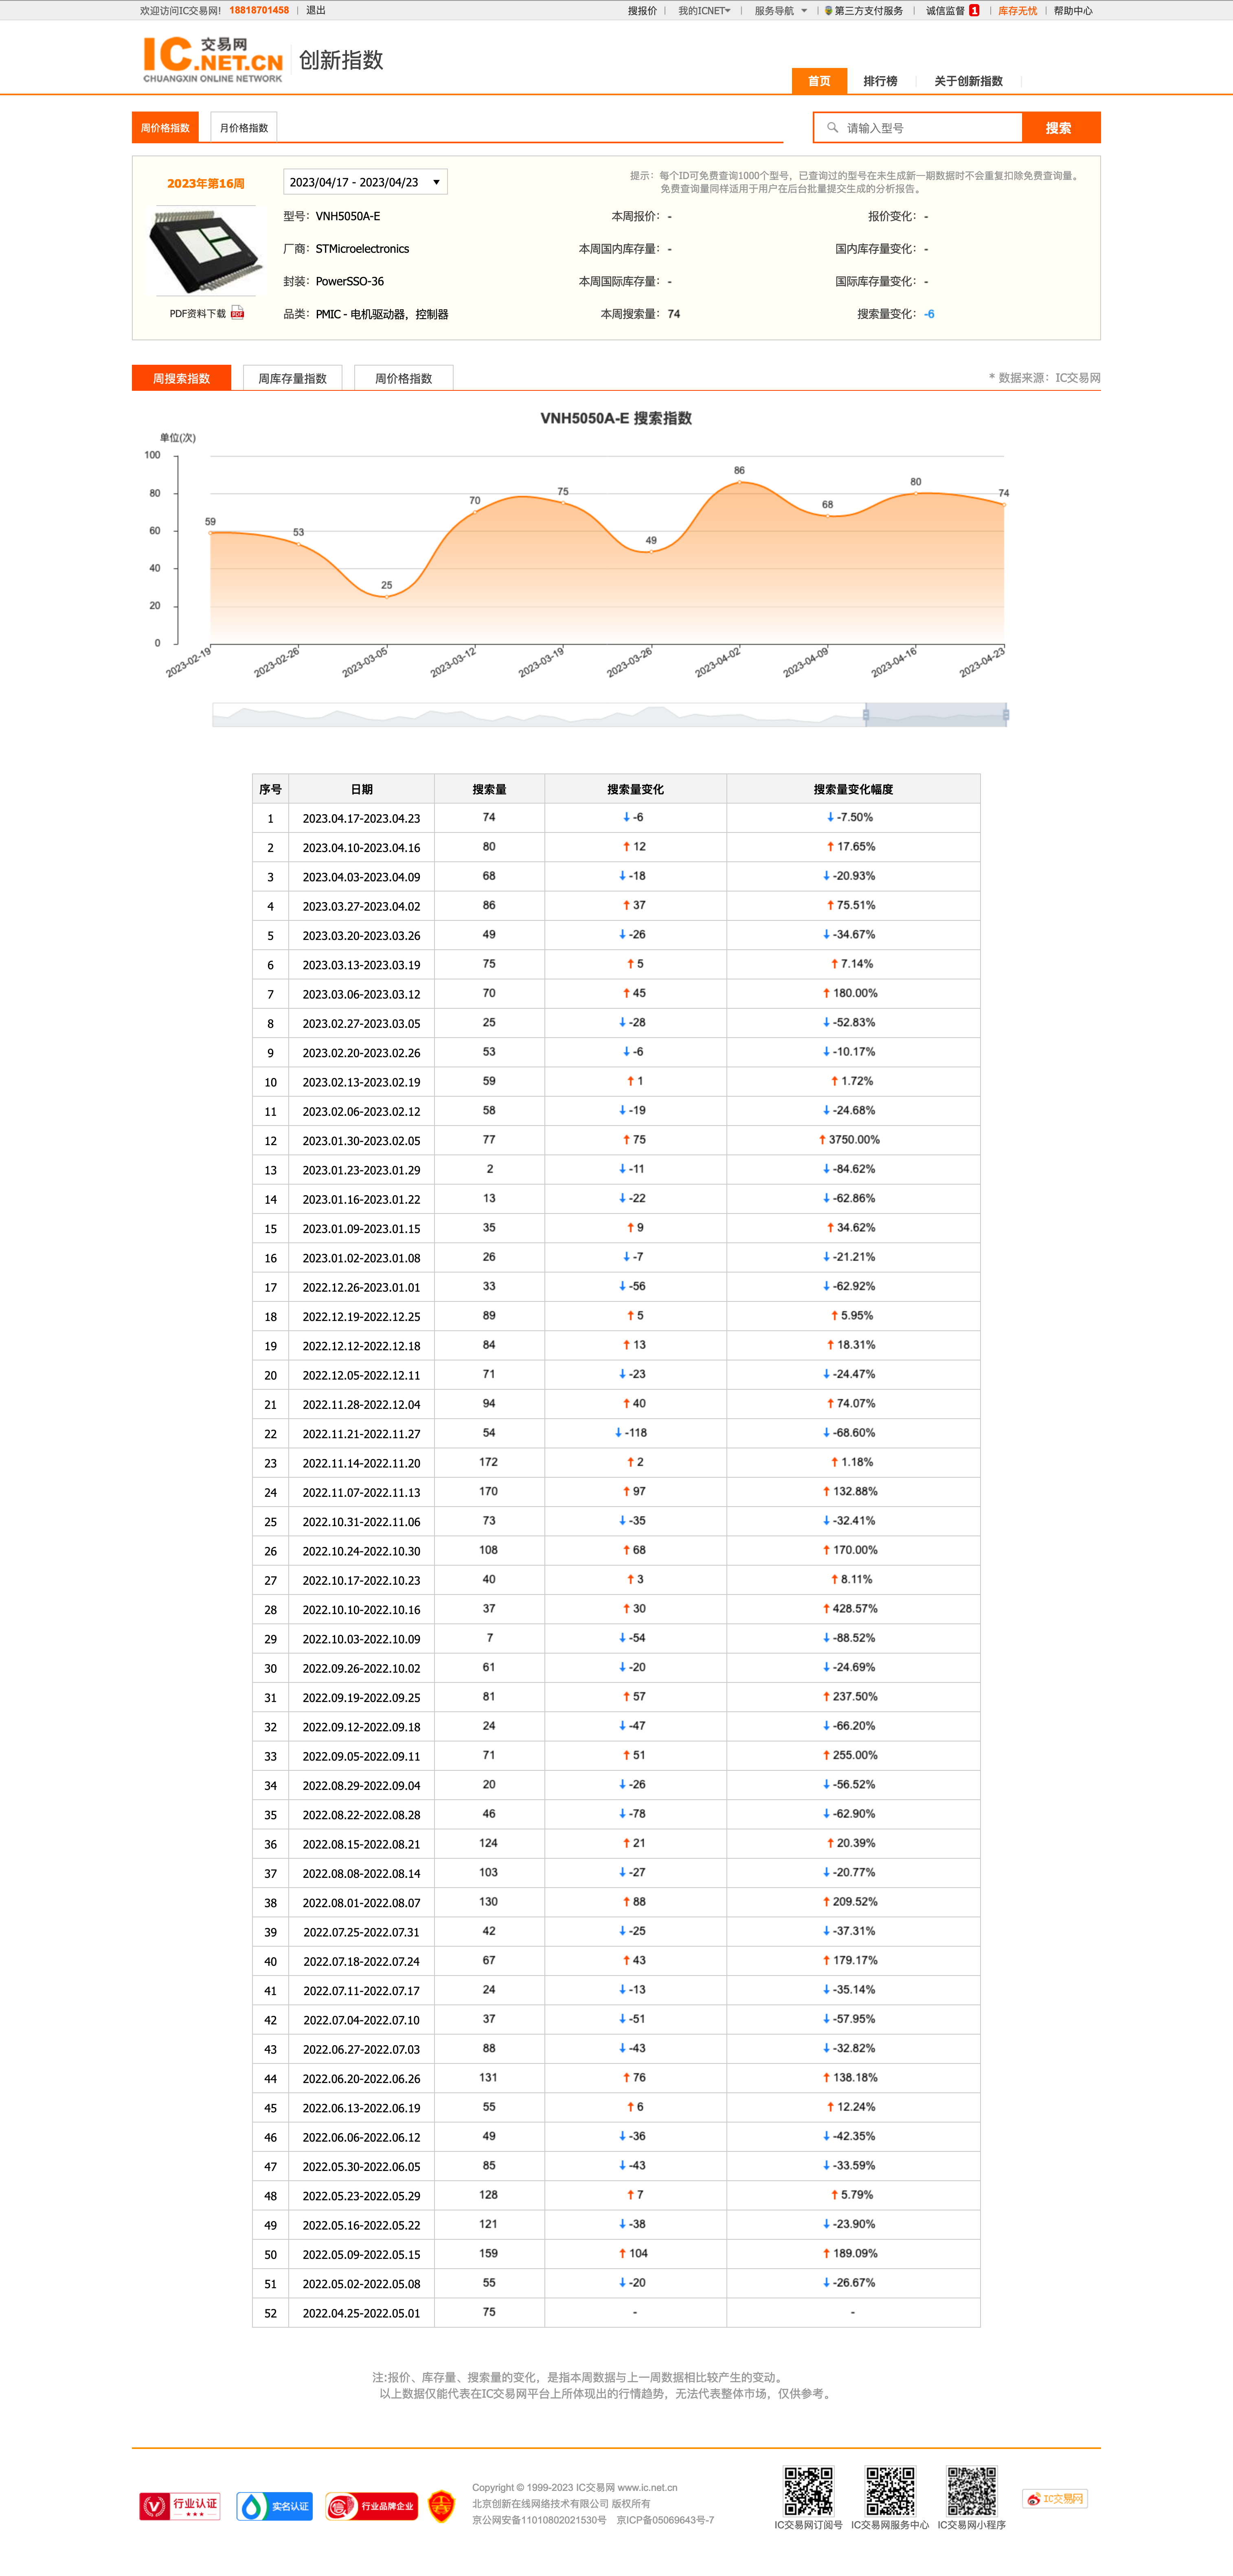 欢迎访问IC交易网! 18818701458 | 退出 搜报价 | 我的ICNET | 服务导航 | 第三方支付服务 | 诚信监督 1 | 库存无忧 | 帮助中心
IC 交易网 .NET.CN CHUANGXIN ONLINE NETWORK 创新指数
首页 排行榜 关于创新指数
周价格指数 月价格指数 请输入型号 搜索
2023年第16周 2023/04/17 - 2023/04/23
提示：每个ID可免费查询1000个型号，已查询过的型号在未生成新一期数据时不会重复扣除免费查询量。
免费查询量同样适用于用户在后台批量提交生成的分析报告。
型号：VNH5050A-E 本周报价：- 报价变化：-
厂商：STMicroelectronics 本周国内库存量：- 国内库存量变化：-
封装：PowerSSO-36 本周国际库存量：- 国际库存量变化：-
PDF资料下载 PDF 品类：PMIC - 电机驱动器，控制器 本周搜索量：74 搜索量变化：-6
周搜索指数 周库存量指数 周价格指数 * 数据来源：IC交易网
VNH5050A-E 搜索指数
单位(次)
100
80
60
40
20
0
59 53 25 70 75 49 86 68 80 74
2023-02-19 2023-02-26 2023-03-05 2023-03-12 2023-03-19 2023-03-26 2023-04-02 2023-04-09 2023-04-16 2023-04-23
序号 日期 搜索量 搜索量变化 搜索量变化幅度
1 2023.04.17-2023.04.23 74 ↓ -6 ↓ -7.50%
2 2023.04.10-2023.04.16 80 ↑ 12 ↑ 17.65%
3 2023.04.03-2023.04.09 68 ↓ -18 ↓ -20.93%
4 2023.03.27-2023.04.02 86 ↑ 37 ↑ 75.51%
5 2023.03.20-2023.03.26 49 ↓ -26 ↓ -34.67%
6 2023.03.13-2023.03.19 75 ↑ 5 ↑ 7.14%
7 2023.03.06-2023.03.12 70 ↑ 45 ↑ 180.00%
8 2023.02.27-2023.03.05 25 ↓ -28 ↓ -52.83%
9 2023.02.20-2023.02.26 53 ↓ -6 ↓ -10.17%
10 2023.02.13-2023.02.19 59 ↑ 1 ↑ 1.72%
11 2023.02.06-2023.02.12 58 ↓ -19 ↓ -24.68%
12 2023.01.30-2023.02.05 77 ↑ 75 ↑ 3750.00%
13 2023.01.23-2023.01.29 2 ↓ -11 ↓ -84.62%
14 2023.01.16-2023.01.22 13 ↓ -22 ↓ -62.86%
15 2023.01.09-2023.01.15 35 ↑ 9 ↑ 34.62%
16 2023.01.02-2023.01.08 26 ↓ -7 ↓ -21.21%
17 2022.12.26-2023.01.01 33 ↓ -56 ↓ -62.92%
18 2022.12.19-2022.12.25 89 ↑ 5 ↑ 5.95%
19 2022.12.12-2022.12.18 84 ↑ 13 ↑ 18.31%
20 2022.12.05-2022.12.11 71 ↓ -23 ↓ -24.47%
21 2022.11.28-2022.12.04 94 ↑ 40 ↑ 74.07%
22 2022.11.21-2022.11.27 54 ↓ -118 ↓ -68.60%
23 2022.11.14-2022.11.20 172 ↑ 2 ↑ 1.18%
24 2022.11.07-2022.11.13 170 ↑ 97 ↑ 132.88%
25 2022.10.31-2022.11.06 73 ↓ -35 ↓ -32.41%
26 2022.10.24-2022.10.30 108 ↑ 68 ↑ 170.00%
27 2022.10.17-2022.10.23 40 ↑ 3 ↑ 8.11%
28 2022.10.10-2022.10.16 37 ↑ 30 ↑ 428.57%
29 2022.10.03-2022.10.09 7 ↓ -54 ↓ -88.52%
30 2022.09.26-2022.10.02 61 ↓ -20 ↓ -24.69%
31 2022.09.19-2022.09.25 81 ↑ 57 ↑ 237.50%
32 2022.09.12-2022.09.18 24 ↓ -47 ↓ -66.20%
33 2022.09.05-2022.09.11 71 ↑ 51 ↑ 255.00%
34 2022.08.29-2022.09.04 20 ↓ -26 ↓ -56.52%
35 2022.08.22-2022.08.28 46 ↓ -78 ↓ -62.90%
36 2022.08.15-2022.08.21 124 ↑ 21 ↑ 20.39%
37 2022.08.08-2022.08.14 103 ↓ -27 ↓ -20.77%
38 2022.08.01-2022.08.07 130 ↑ 88 ↑ 209.52%
39 2022.07.25-2022.07.31 42 ↓ -25 ↓ -37.31%
40 2022.07.18-2022.07.24 67 ↑ 43 ↑ 179.17%
41 2022.07.11-2022.07.17 24 ↓ -13 ↓ -35.14%
42 2022.07.04-2022.07.10 37 ↓ -51 ↓ -57.95%
43 2022.06.27-2022.07.03 88 ↓ -43 ↓ -32.82%
44 2022.06.20-2022.06.26 131 ↑ 76 ↑ 138.18%
45 2022.06.13-2022.06.19 55 ↑ 6 ↑ 12.24%
46 2022.06.06-2022.06.12 49 ↓ -36 ↓ -42.35%
47 2022.05.30-2022.06.05 85 ↓ -43 ↓ -33.59%
48 2022.05.23-2022.05.29 128 ↑ 7 ↑ 5.79%
49 2022.05.16-2022.05.22 121 ↓ -38 ↓ -23.90%
50 2022.05.09-2022.05.15 159 ↑ 104 ↑ 189.09%
51 2022.05.02-2022.05.08 55 ↓ -20 ↓ -26.67%
52 2022.04.25-2022.05.01 75 - -
注:报价、库存量、搜索量的变化，是指本周数据与上一周数据相比较产生的变动。
以上数据仅能代表在IC交易网平台上所体现出的行情趋势，无法代表整体市场，仅供参考。
行业认证 实名认证 行业品牌企业
Copyright © 1999-2023 IC交易网 www.ic.net.cn
北京创新在线网络技术有限公司 版权所有
京公网安备11010802021530号 京ICP备05069643号-7
IC交易网订阅号 IC交易网服务中心 IC交易网小程序
IC交易网